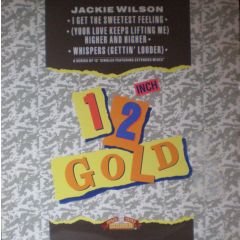 JACKIE WILSON
• I GET THE SWEETEST FEELING •
• (YOUR LOVE KEEPS LIFTING ME)
HIGHER AND HIGHER •
• WHISPERS (GETTIN' LOUDER) •
A SERIES OF 12" SINGLES FEATURING EXTENDED MIXES
12
INCH
GOLD